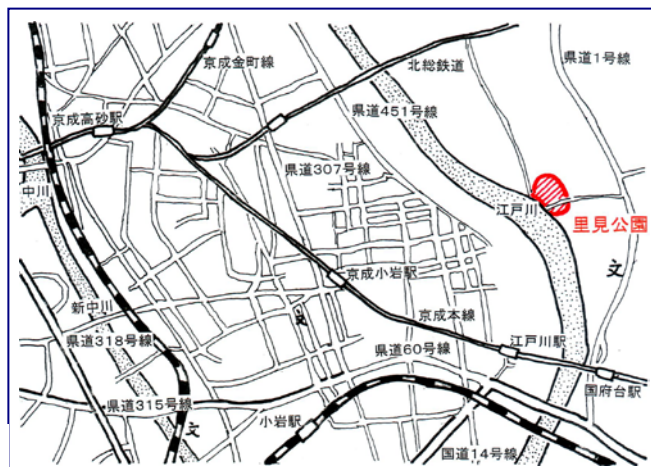 京成金町線
北総鉄道
県道1号線
京成高砂駅
県道451号線
県道307号線
中川
江戸川
里見公園
文
京成小岩駅
新中川
文
京成本線
江戸川駅
県道318号線
県道60号線
国府台駅
県道315号線
文
小岩駅
国道14号線